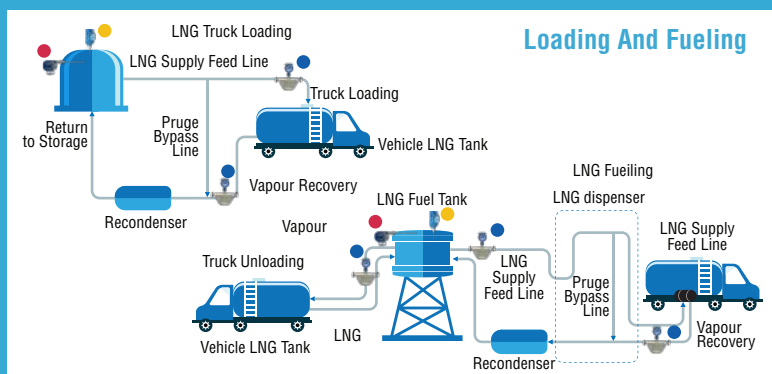 Loading And Fueling
LNG Truck Loading
LNG Supply Feed Line
Truck Loading
Return
to Storage
Pruge
Bypass
Line
Vehicle LNG Tank
Vapour Recovery
Recondenser
LNG Fueiling
LNG dispenser
LNG Fuel Tank
Vapour
LNG Supply
Feed Line
Truck Unloading
LNG
Supply
Feed Line
Pruge
Bypass
Line
LNG
Vehicle LNG Tank
Vapour
Recovery
Recondenser